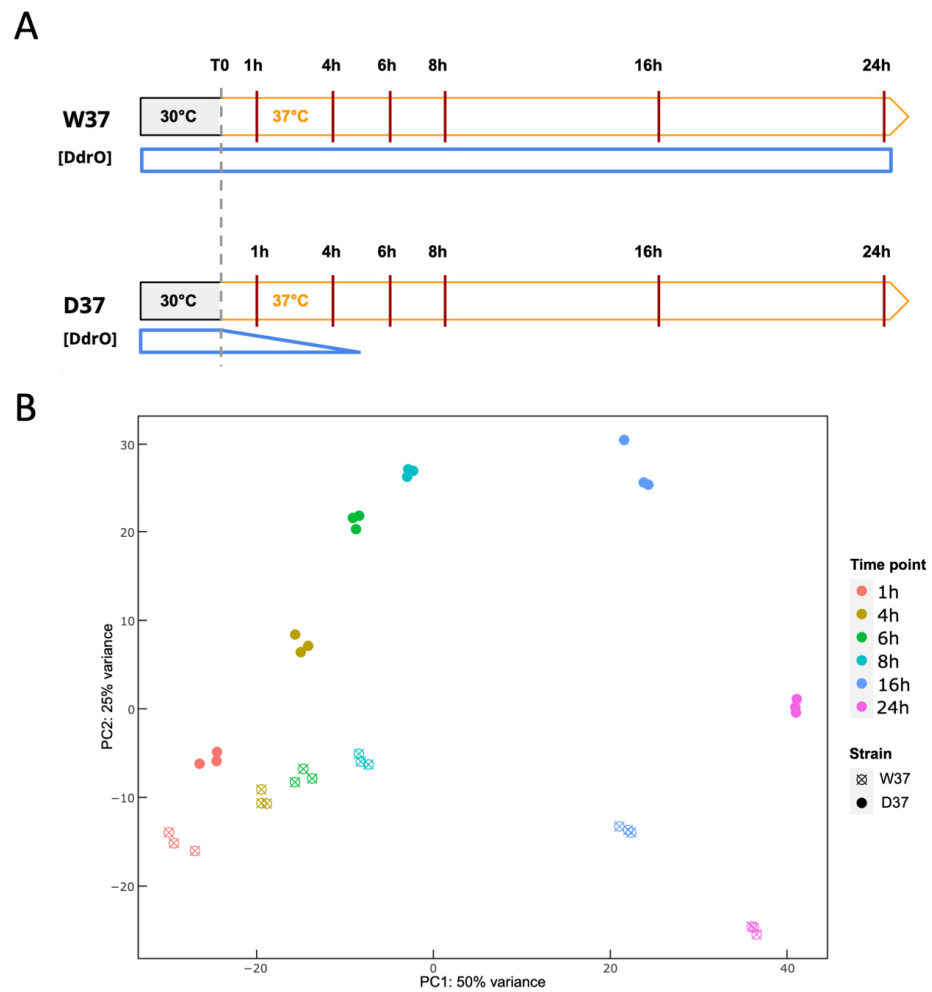 A
T0 1h 4h 6h 8h 16h 24h
W37 30°C 37°C
[DdrO]
1h 4h 6h 8h 16h 24h
D37 30°C 37°C
[DdrO]
B
30
20
10
0
−10
−20
PC2: 25% variance
−20 0 20 40
PC1: 50% variance
Time point
1h
4h
6h
8h
16h
24h
Strain
W37
D37